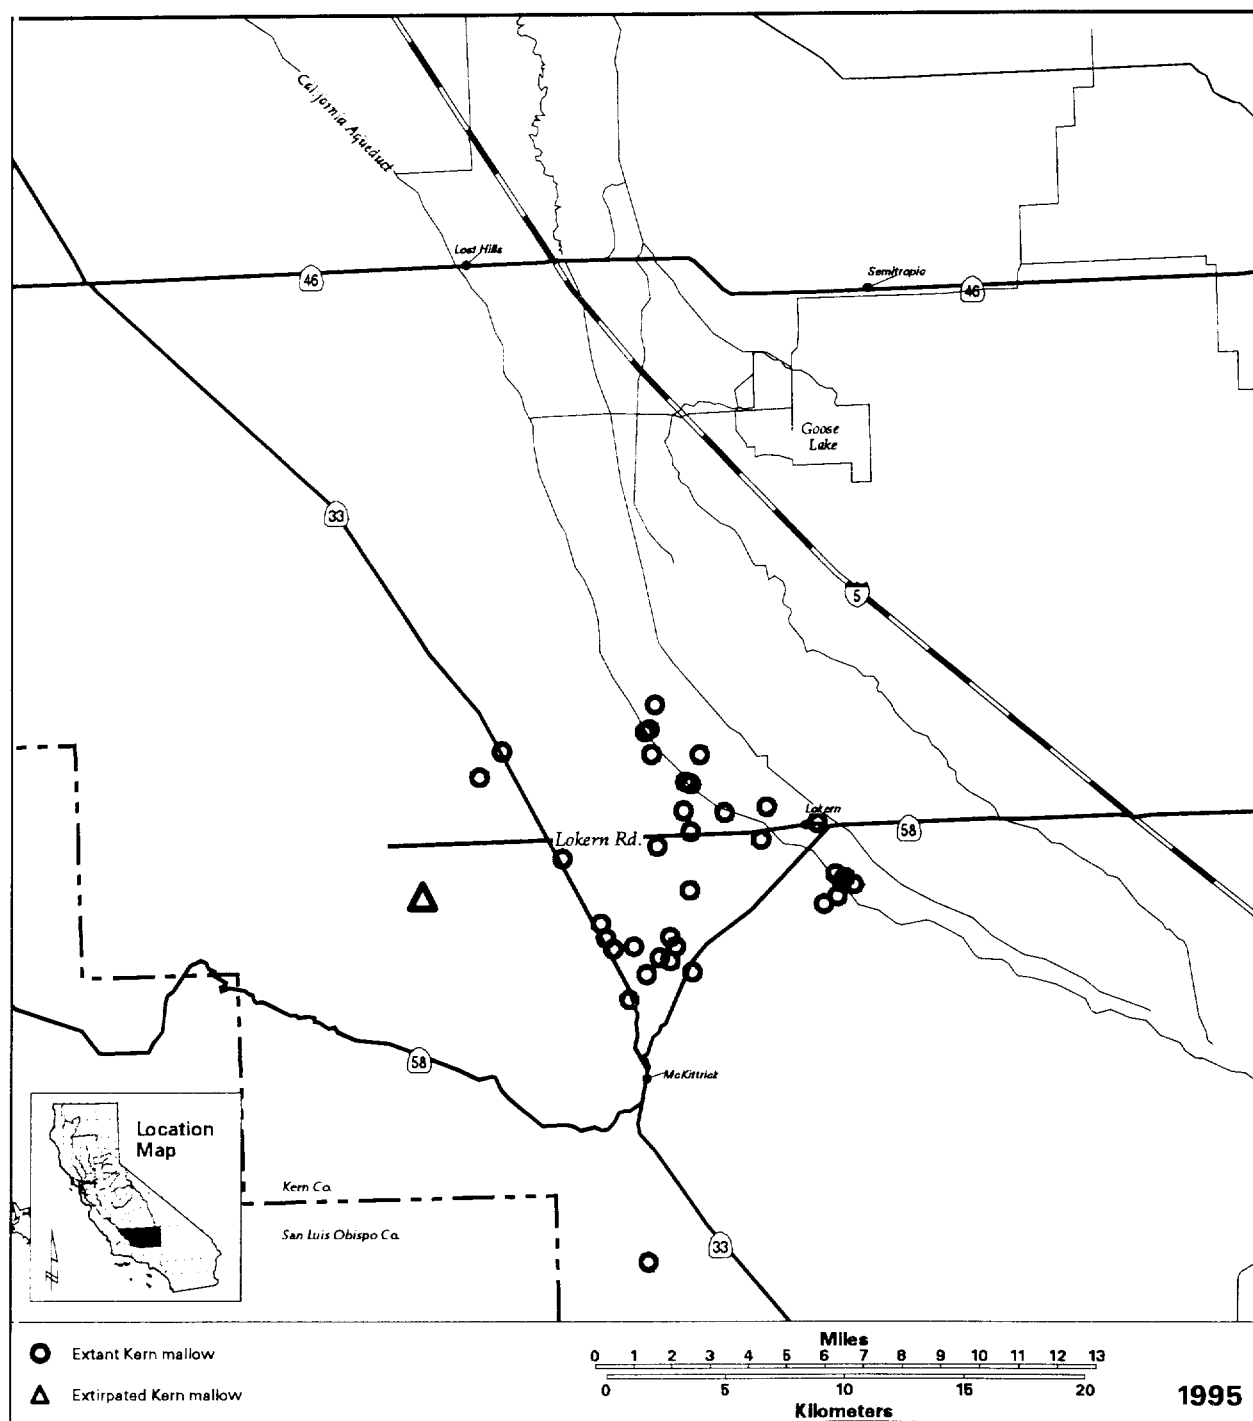 California Aqueduct
Lost Hills
Semitropic
46
46
Goose
Lake
33
5
Lokern
Lokern Rd.
58
58
McKittrick
Location
Map
Kern Co.
San Luis Obispo Co.
33
Extant Kern mallow
Extirpated Kern mallow
Miles
0 1 2 3 4 5 6 7 8 9 10 11 12 13
0 5 10 15 20
Kilometers
1995